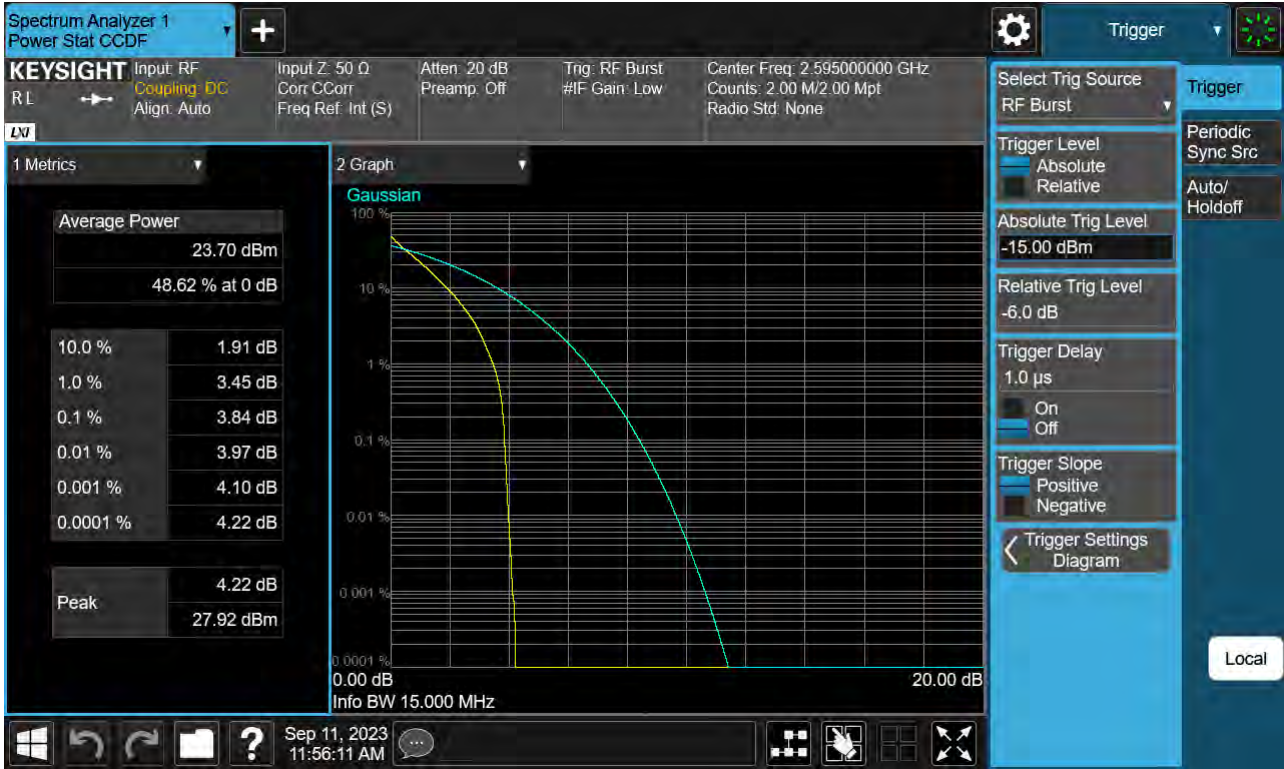 Spectrum Analyzer 1
Power Stat CCDF
Trigger
KEYSIGHT
RL
LXI
Input: RF
Coupling: DC
Align: Auto
Input Z: 50 Ω
Corr CCorr
Freq Ref: Int (S)
Atten: 20 dB
Preamp: Off
Trig: RF Burst
#IF Gain: Low
Center Freq: 2.595000000 GHz
Counts: 2.00 M/2.00 Mpt
Radio Std: None
1 Metrics
Average Power
23.70 dBm
48.62 % at 0 dB
10.0 % 1.91 dB
1.0 % 3.45 dB
0.1 % 3.84 dB
0.01 % 3.97 dB
0.001 % 4.10 dB
0.0001 % 4.22 dB
Peak
4.22 dB
27.92 dBm
2 Graph
Gaussian
100 %
10 %
1 %
0.1 %
0.01 %
0.001 %
0.0001 %
0.00 dB 20.00 dB
Info BW 15.000 MHz
Select Trig Source
RF Burst
Trigger Level
Absolute
Relative
Absolute Trig Level
-15.00 dBm
Relative Trig Level
-6.0 dB
Trigger Delay
1.0 µs
On
Off
Trigger Slope
Positive
Negative
Trigger Settings
Diagram
Trigger
Periodic
Sync Src
Auto/
Holdoff
Local
Sep 11, 2023
11:56:11 AM